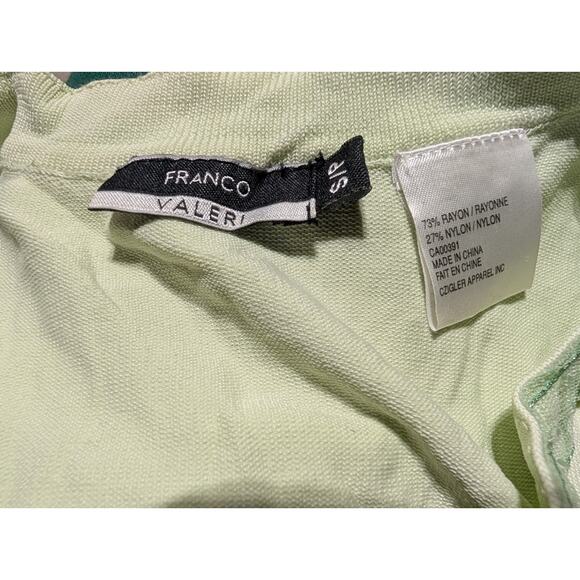 FRANCO
VALERI
S/P
73% RAYON / RAYONNE
27% NYLON / NYLON
CA00391
MADE IN CHINA
FAIT EN CHINE
CZIGLER APPAREL INC